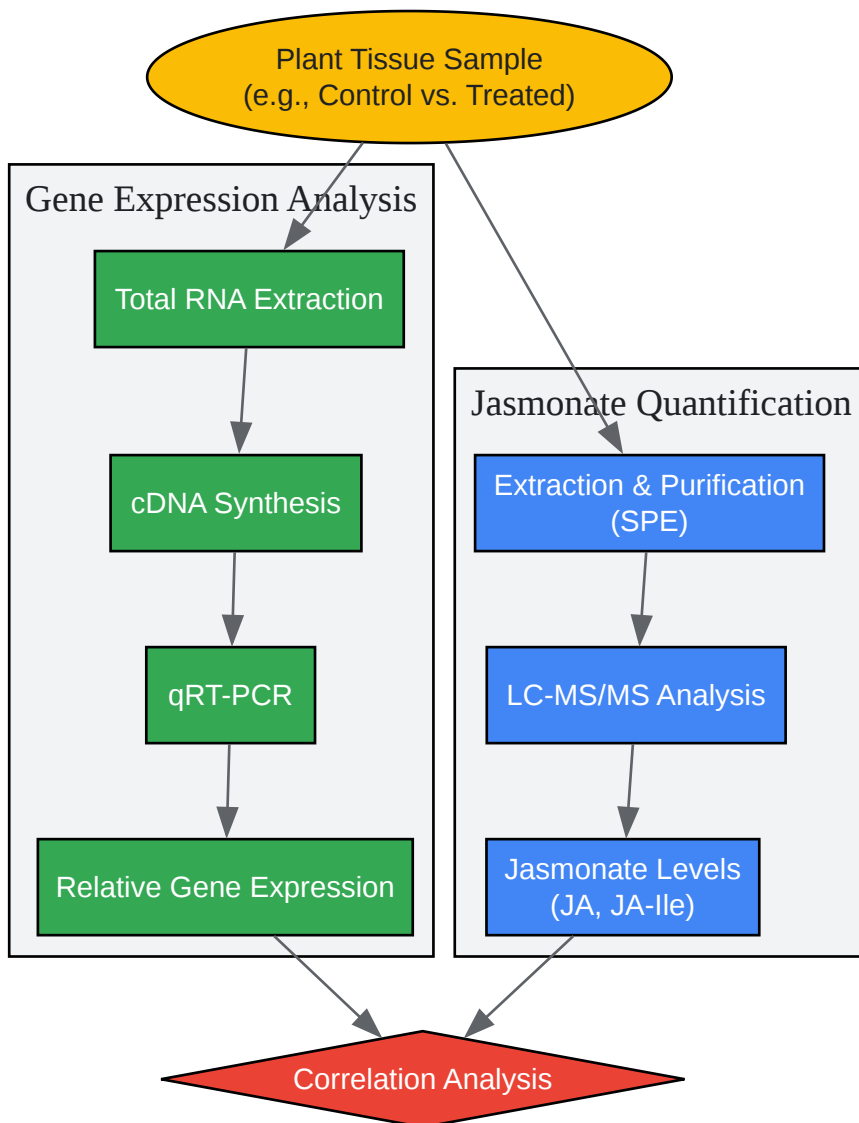 Plant Tissue Sample
(e.g., Control vs. Treated)
Gene Expression Analysis
Total RNA Extraction
cDNA Synthesis
qRT-PCR
Relative Gene Expression
Jasmonate Quantification
Extraction & Purification
(SPE)
LC-MS/MS Analysis
Jasmonate Levels
(JA, JA-Ile)
Correlation Analysis